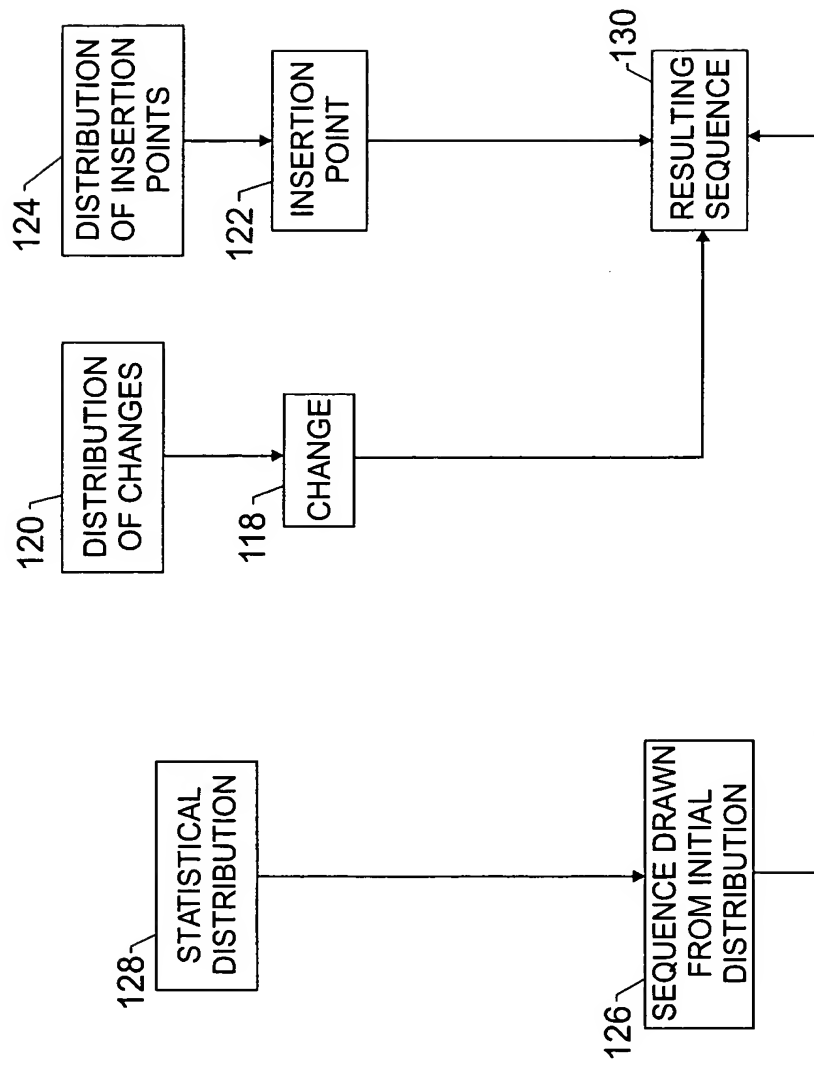 124
DISTRIBUTION
OF INSERTION
POINTS
122
INSERTION
POINT
120
DISTRIBUTION
OF CHANGES
118
CHANGE
130
RESULTING
SEQUENCE
128
STATISTICAL
DISTRIBUTION
126
SEQUENCE DRAWN
FROM INITIAL
DISTRIBUTION